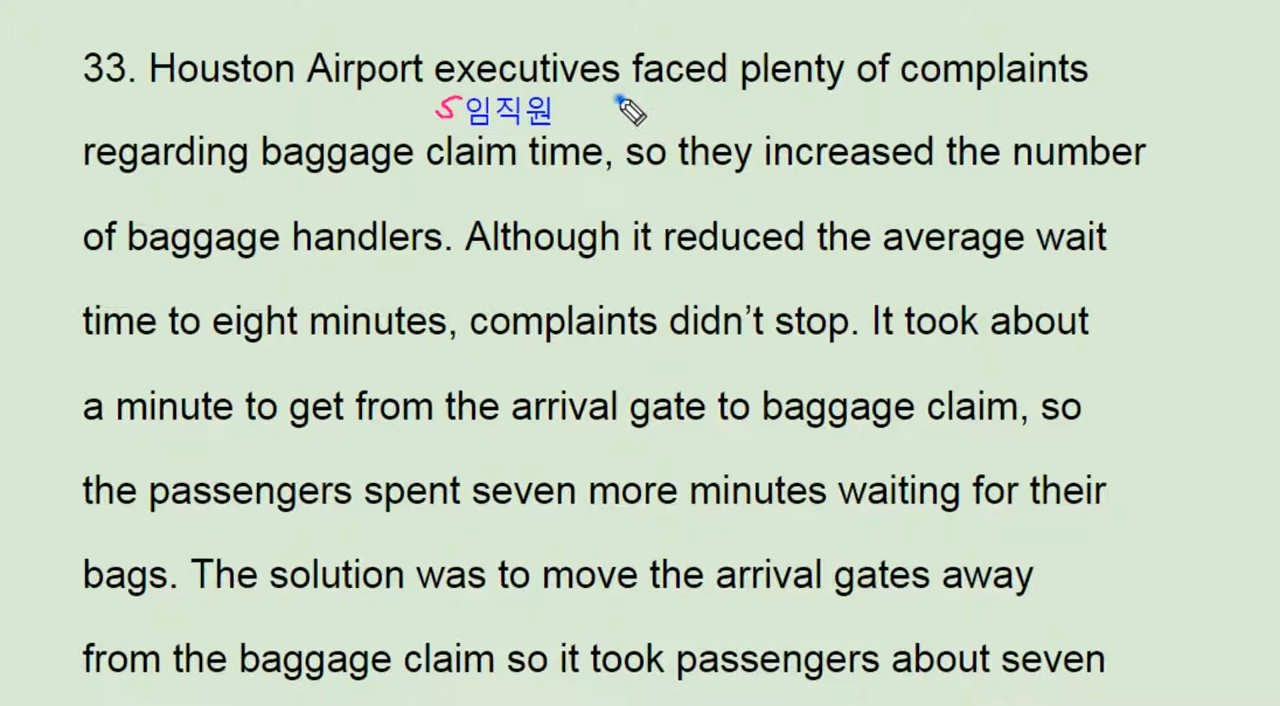 33. Houston Airport executives faced plenty of complaints
S 임직원
regarding baggage claim time, so they increased the number
of baggage handlers. Although it reduced the average wait
time to eight minutes, complaints didn’t stop. It took about
a minute to get from the arrival gate to baggage claim, so
the passengers spent seven more minutes waiting for their
bags. The solution was to move the arrival gates away
from the baggage claim so it took passengers about seven